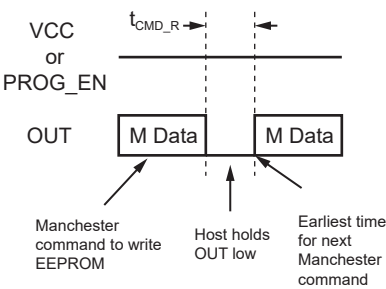 t_CMD_R
VCC
or
PROG_EN
OUT
M Data
M Data
Manchester
command to write
EEPROM
Host holds
OUT low
Earliest time
for next
Manchester
command